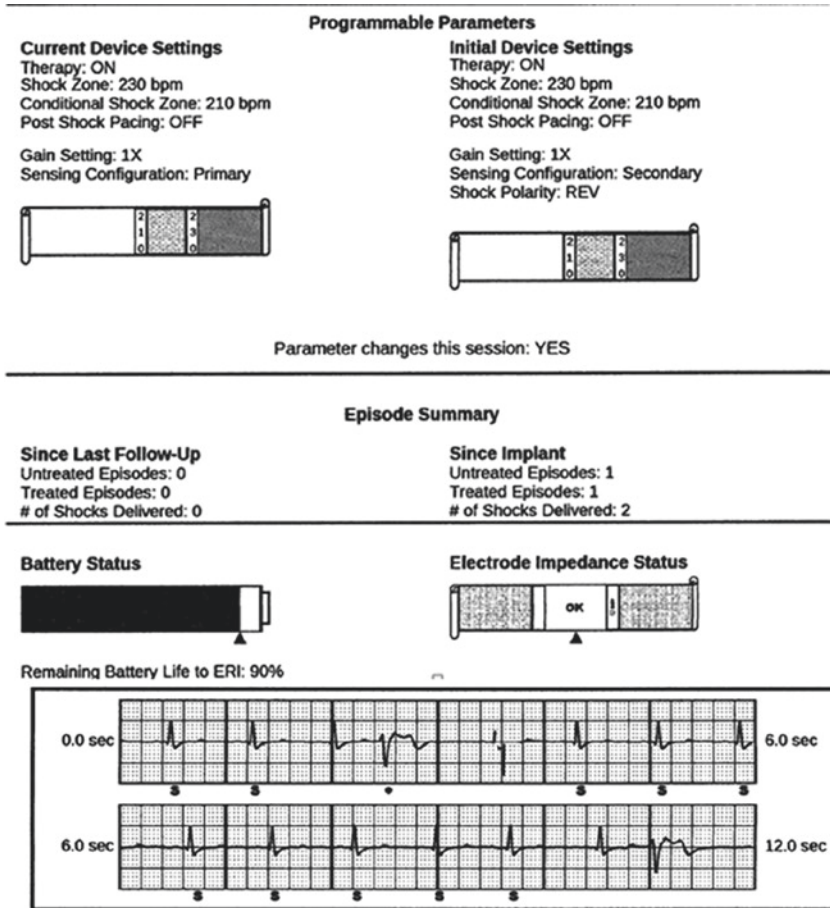 Programmable Parameters
Current Device Settings
Therapy: ON
Shock Zone: 230 bpm
Conditional Shock Zone: 210 bpm
Post Shock Pacing: OFF
Gain Setting: 1X
Sensing Configuration: Primary
210 230
Initial Device Settings
Therapy: ON
Shock Zone: 230 bpm
Conditional Shock Zone: 210 bpm
Post Shock Pacing: OFF
Gain Setting: 1X
Sensing Configuration: Secondary
Shock Polarity: REV
210 230
Parameter changes this session: YES
Episode Summary
Since Last Follow-Up
Untreated Episodes: 0
Treated Episodes: 0
# of Shocks Delivered: 0
Since Implant
Untreated Episodes: 1
Treated Episodes: 1
# of Shocks Delivered: 2
Battery Status
Remaining Battery Life to ERI: 90%
Electrode Impedance Status
OK
0.0 sec 6.0 sec
S S S S S
6.0 sec 12.0 sec
S S S S S